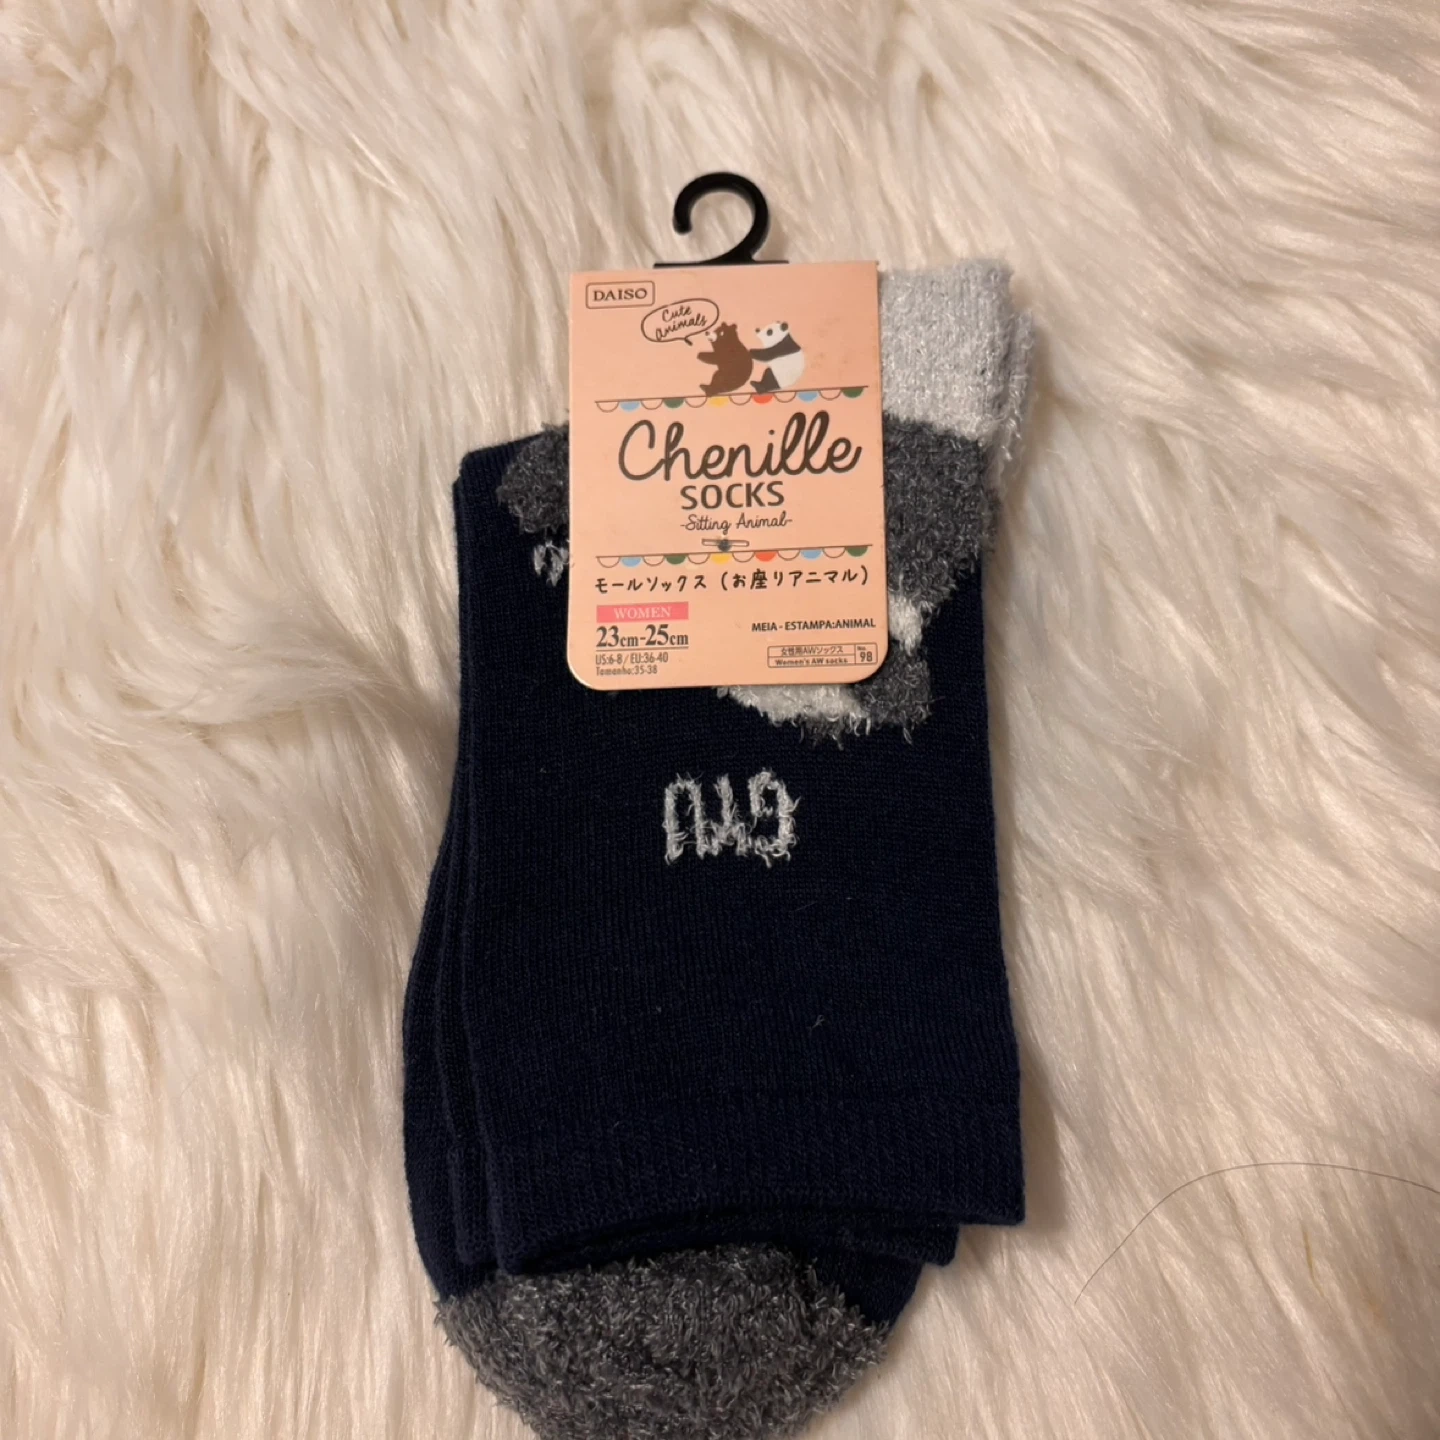 DAISO
Cute
animals
Chenille
SOCKS
-Sitting Animal-
モールソックス (お座りアニマル)
WOMEN
23cm-25cm
US:6-8 / EU:36-40
Tamanho:35-38
MEIA - ESTAMPA:ANIMAL
女性用AWソックス
Women's AW socks
No.
98